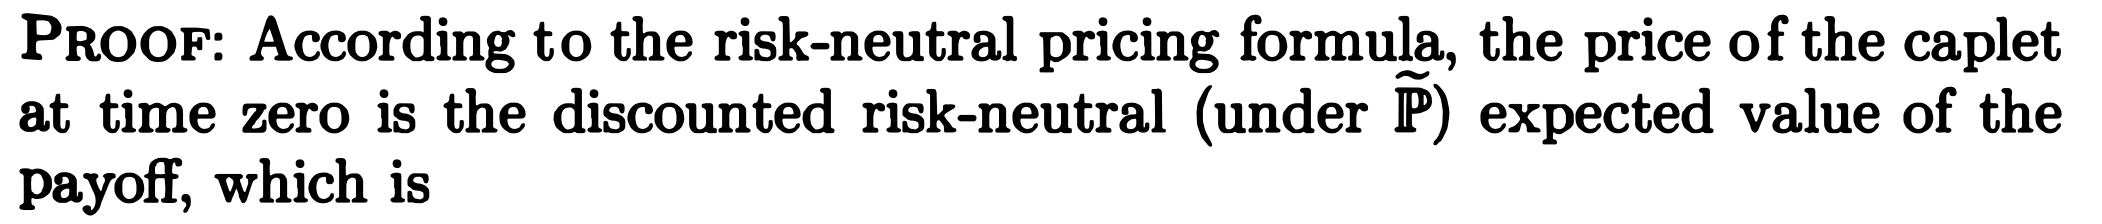 PROOF: According to the risk-neutral pricing formula, the price of the caplet
at time zero is the discounted risk-neutral (under ℙ̃) expected value of the
payoff, which is